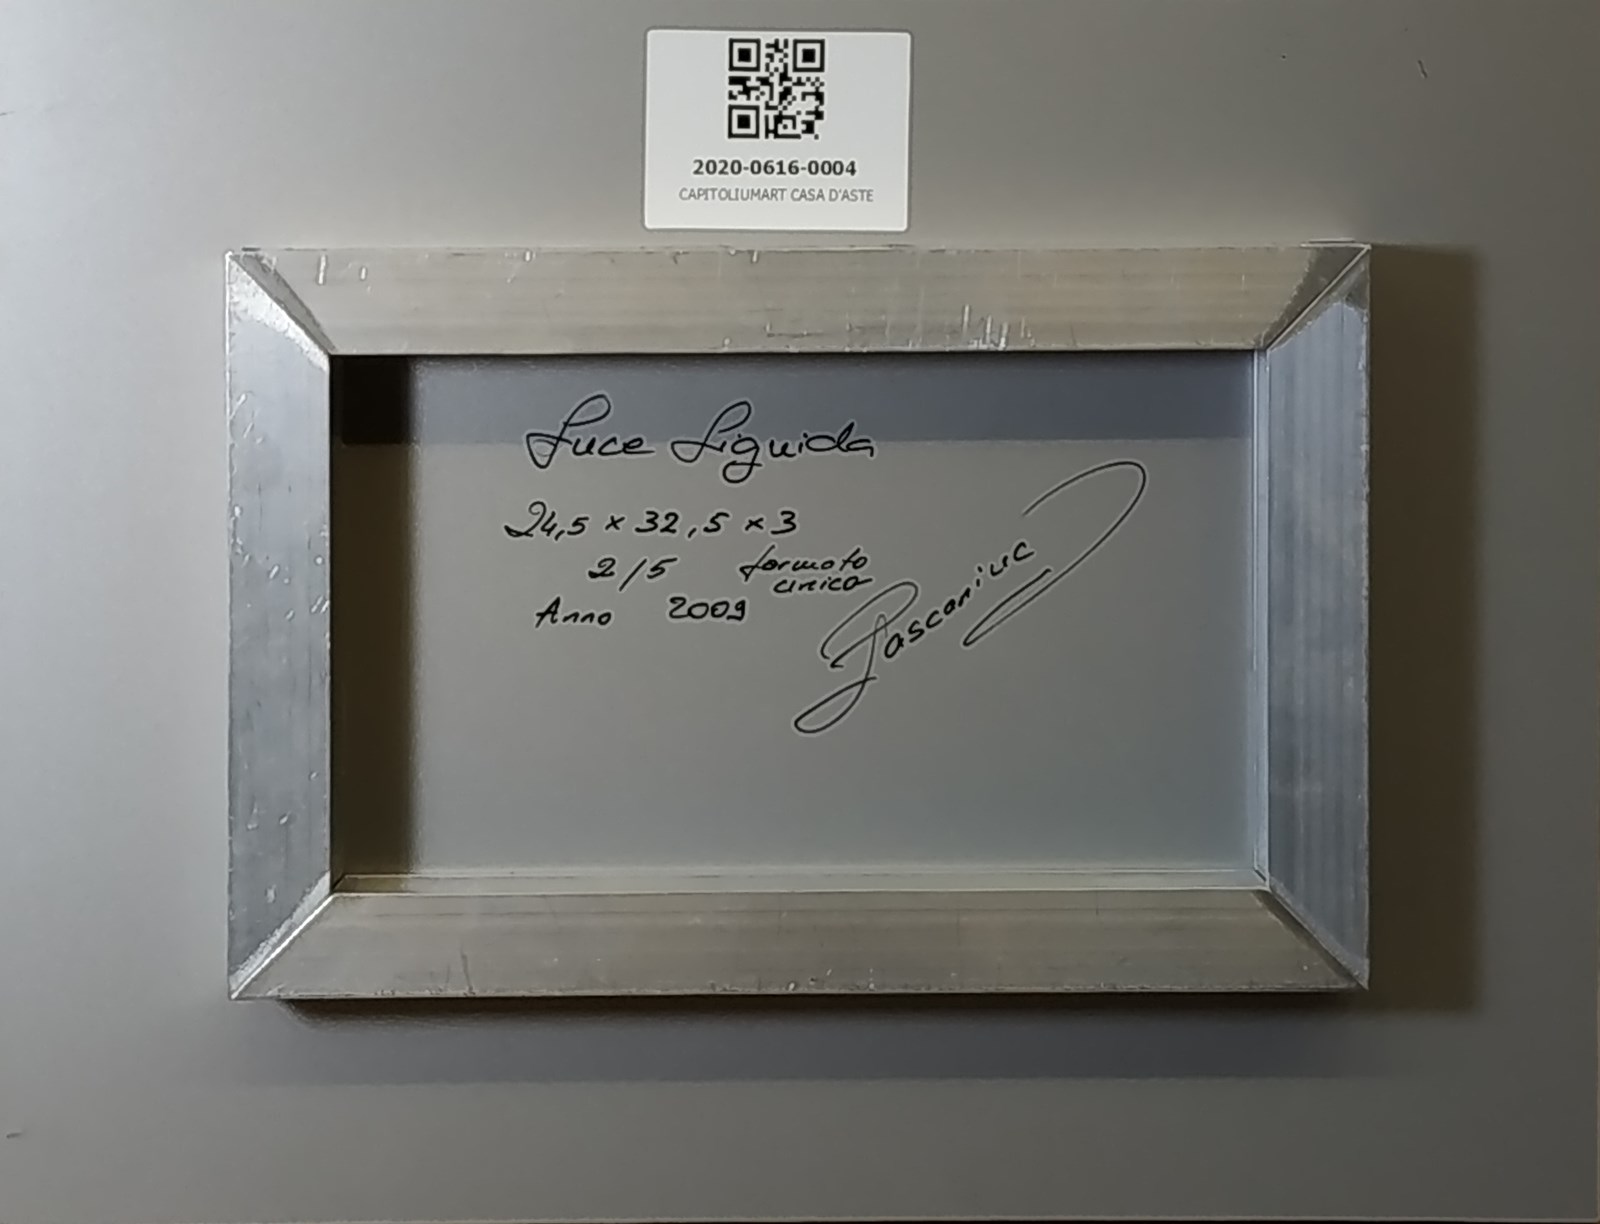 2020-0616-0004
CAPITOLIUMART CASA D'ASTE
Luce Liquida
24,5 x 32,5 x 3
2/5 formato
unico
Anno 2009
Pascaniuc